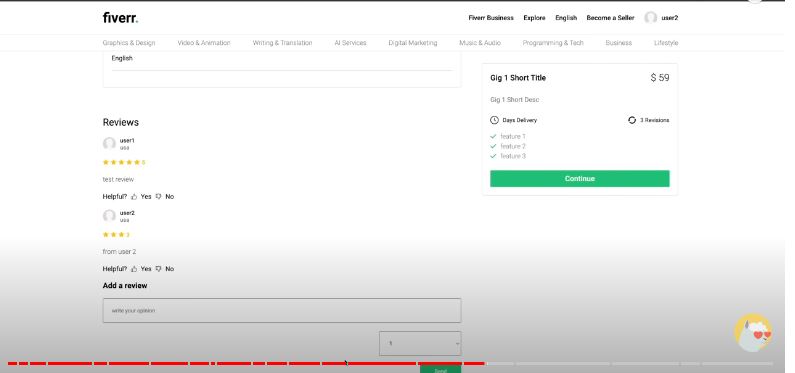 fiverr.
Fiverr Business Explore English Become a Seller user2
Graphics & Design Video & Animation Writing & Translation AI Services Digital Marketing Music & Audio Programming & Tech Business Lifestyle
English
Gig 1 Short Title $ 59
Gig 1 Short Desc
Days Delivery 3 Revisions
feature 1
feature 2
feature 3
Continue
Reviews
user1
usa
5
test review
Helpful? Yes No
user2
usa
3
from user 2
Helpful? Yes No
Add a review
write your opinion
1
Send